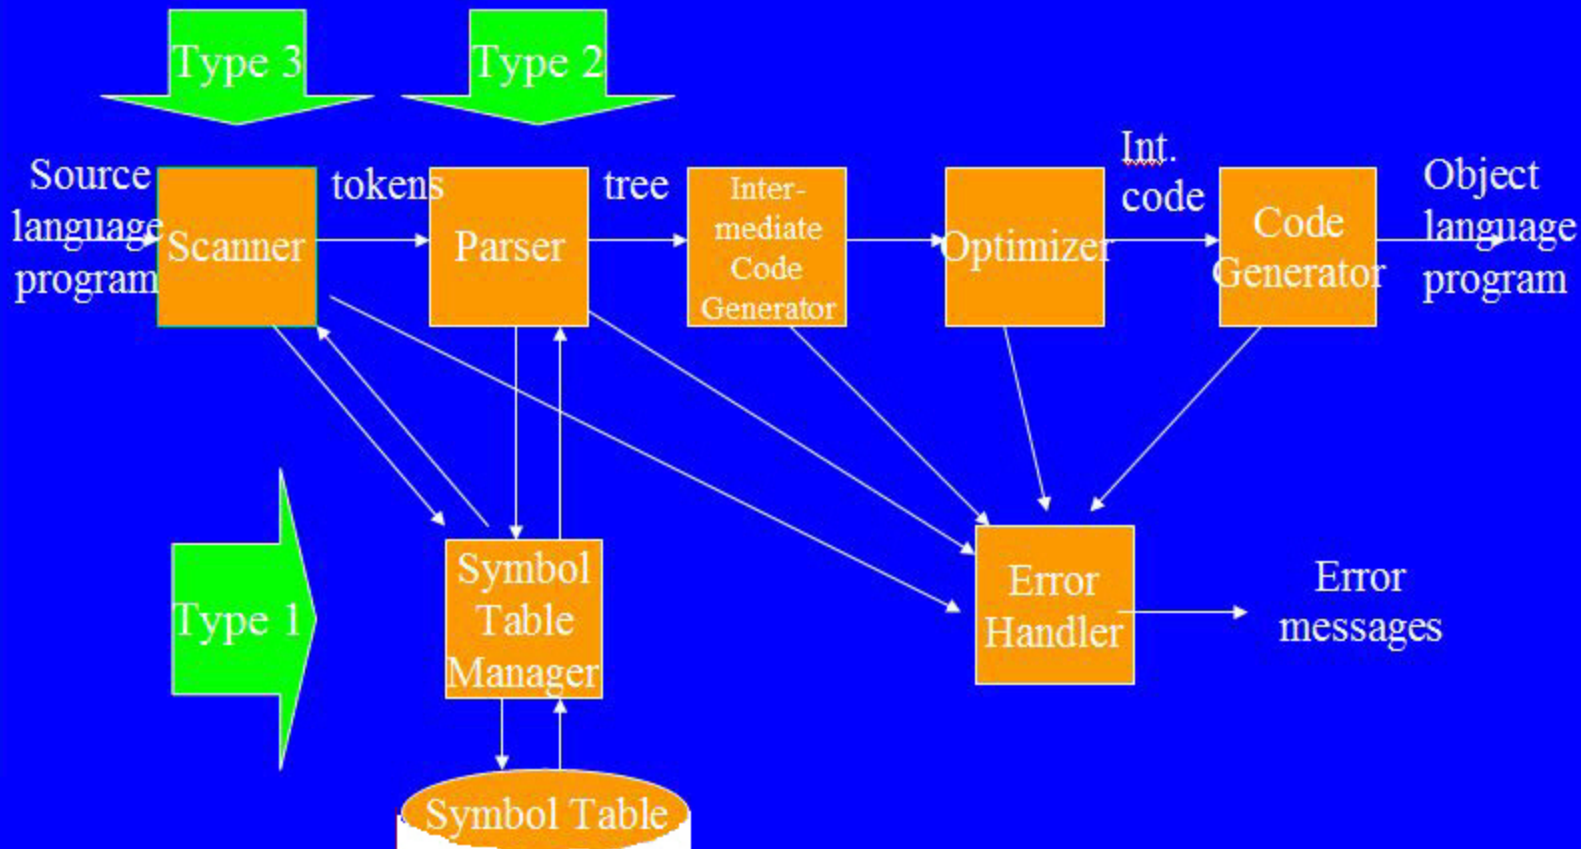 Type 3
Type 2
Source
language
program
Scanner
tokens
Parser
tree
Inter-
mediate
Code
Generator
Optimizer
Int.
code
Code
Generator
Object
language
program
Type 1
Symbol
Table
Manager
Error
Handler
Error
messages
Symbol Table